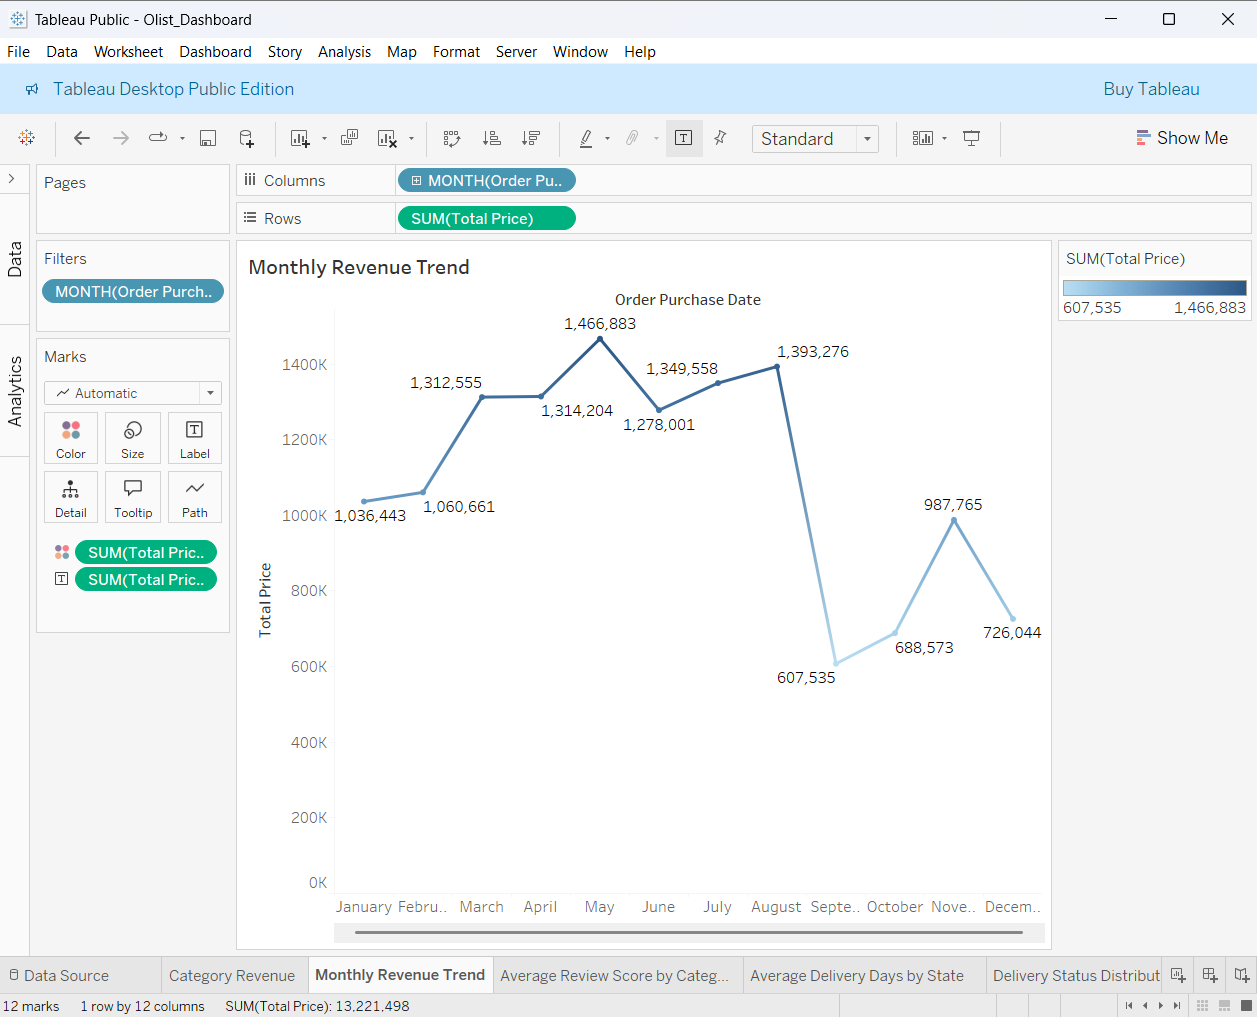 Tableau Public - Olist_Dashboard
File Data Worksheet Dashboard Story Analysis Map Format Server Window Help
Tableau Desktop Public Edition Buy Tableau
Standard Show Me
Pages
Columns MONTH(Order Pu..
Rows SUM(Total Price)
Data
Analytics
Filters
MONTH(Order Purch..
Marks
Automatic
Color Size Label
Detail Tooltip Path
SUM(Total Pric..
SUM(Total Pric..
Monthly Revenue Trend
Order Purchase Date
Total Price
1400K
1200K
1000K
800K
600K
400K
200K
0K
1,036,443
1,060,661
1,312,555
1,314,204
1,466,883
1,278,001
1,349,558
1,393,276
607,535
688,573
987,765
726,044
January Febru.. March April May June July August Septe.. October Nove.. Decem..
SUM(Total Price)
607,535 1,466,883
Data Source Category Revenue Monthly Revenue Trend Average Review Score by Categ... Average Delivery Days by State Delivery Status Distribut
12 marks 1 row by 12 columns SUM(Total Price): 13,221,498